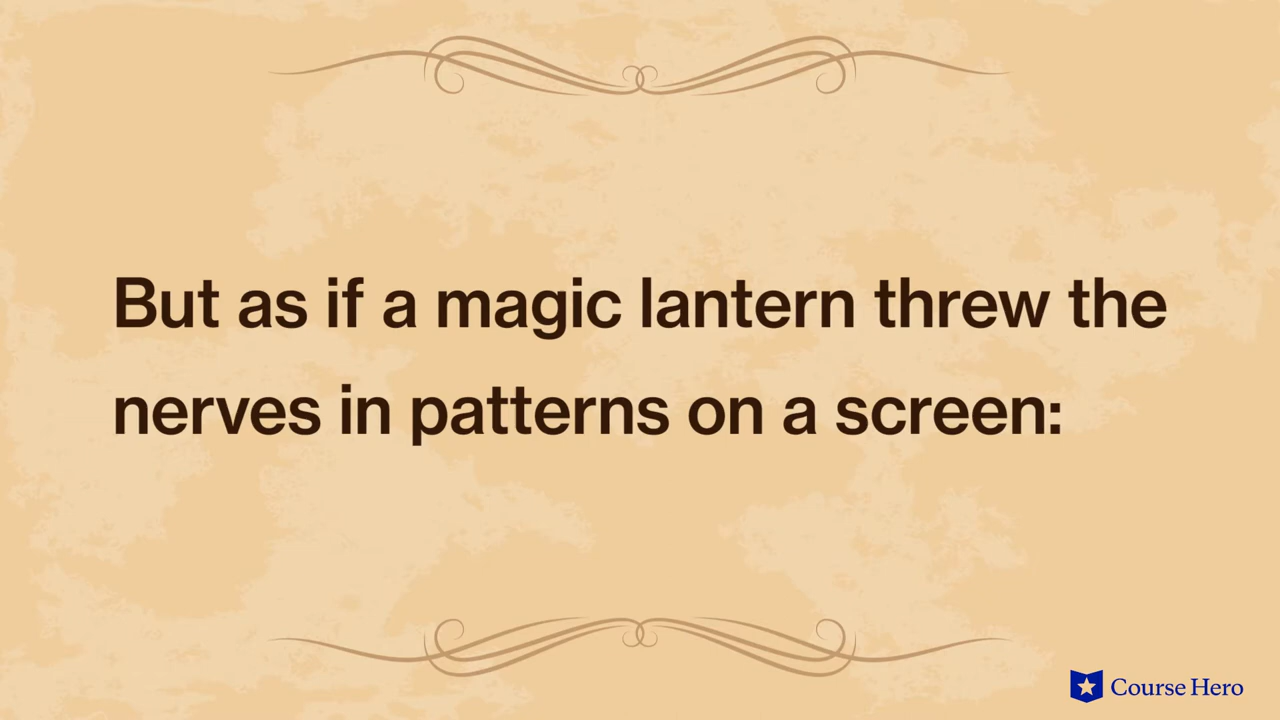 But as if a magic lantern threw the
nerves in patterns on a screen:
Course Hero